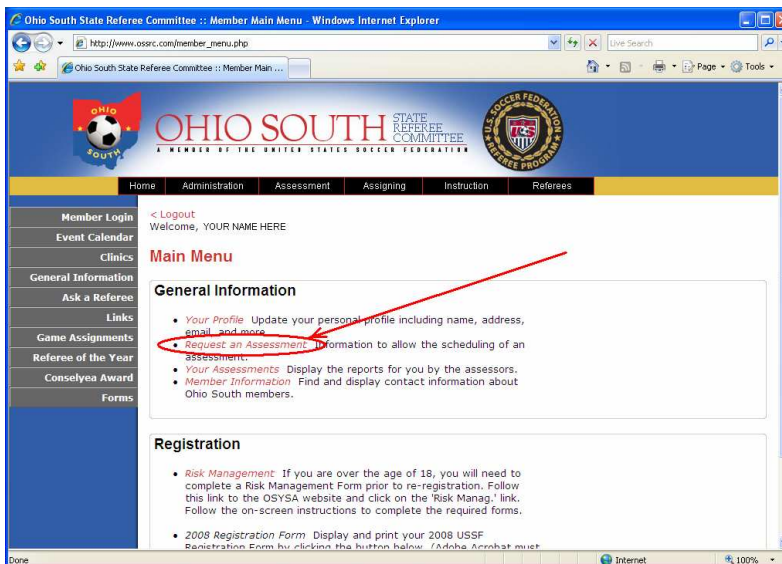 Ohio South State Referee Committee :: Member Main Menu - Windows Internet Explorer
http://www.ossrc.com/member_menu.php
Live Search
Ohio South State Referee Committee :: Member Main ...
Page
Tools
OHIO
SOUTH
OHIO SOUTH STATE REFEREE COMMITTEE
A MEMBER OF THE UNITED STATES SOCCER FEDERATION
U.S. SOCCER FEDERATION
REFEREE PROGRAM
Home Administration Assessment Assigning Instruction Referees
Member Login
Event Calendar
Clinics
General Information
Ask a Referee
Links
Game Assignments
Referee of the Year
Conselyea Award
Forms
< Logout
Welcome, YOUR NAME HERE
Main Menu
General Information
• Your Profile Update your personal profile including name, address,
email, and more.
• Request an Assessment Information to allow the scheduling of an
assessment.
• Your Assessments Display the reports for you by the assessors.
• Member Information Find and display contact information about
Ohio South members.
Registration
• Risk Management If you are over the age of 18, you will need to
complete a Risk Management Form prior to re-registration. Follow
this link to the OSYSA website and click on the 'Risk Manag.' link.
Follow the on-screen instructions to complete the required forms.
• 2008 Registration Form Display and print your 2008 USSF
Registration Form by clicking the button below. (Adobe Acrobat must
Done
Internet
100%